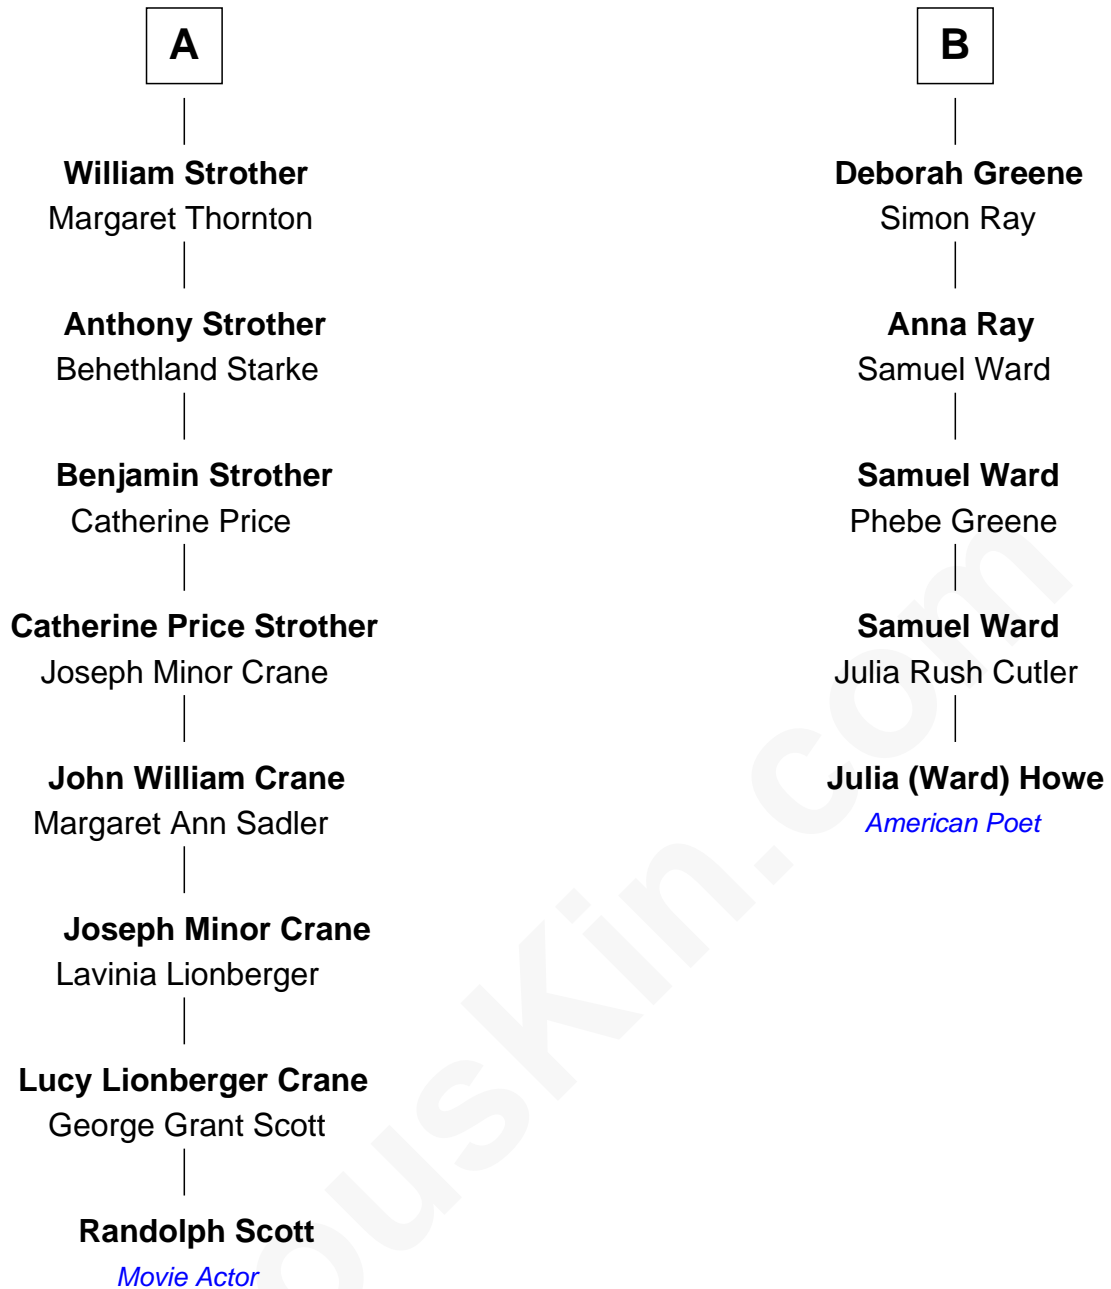 A
William Strother
Margaret Thornton
Anthony Strother
Behethland Starke
Benjamin Strother
Catherine Price
Catherine Price Strother
Joseph Minor Crane
John William Crane
Margaret Ann Sadler
Joseph Minor Crane
Lavinia Lionberger
Lucy Lionberger Crane
George Grant Scott
Randolph Scott
Movie Actor
B
Deborah Greene
Simon Ray
Anna Ray
Samuel Ward
Samuel Ward
Phebe Greene
Samuel Ward
Julia Rush Cutler
Julia (Ward) Howe
American Poet
ousKin.com